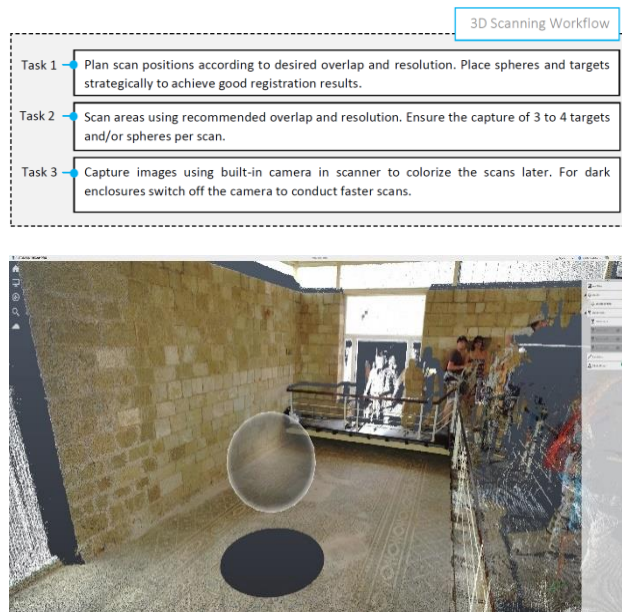 3D Scanning Workflow
Task 1
Plan scan positions according to desired overlap and resolution. Place spheres and targets
strategically to achieve good registration results.
Task 2
Scan areas using recommended overlap and resolution. Ensure the capture of 3 to 4 targets
and/or spheres per scan.
Task 3
Capture images using built-in camera in scanner to colorize the scans later. For dark
enclosures switch off the camera to conduct faster scans.